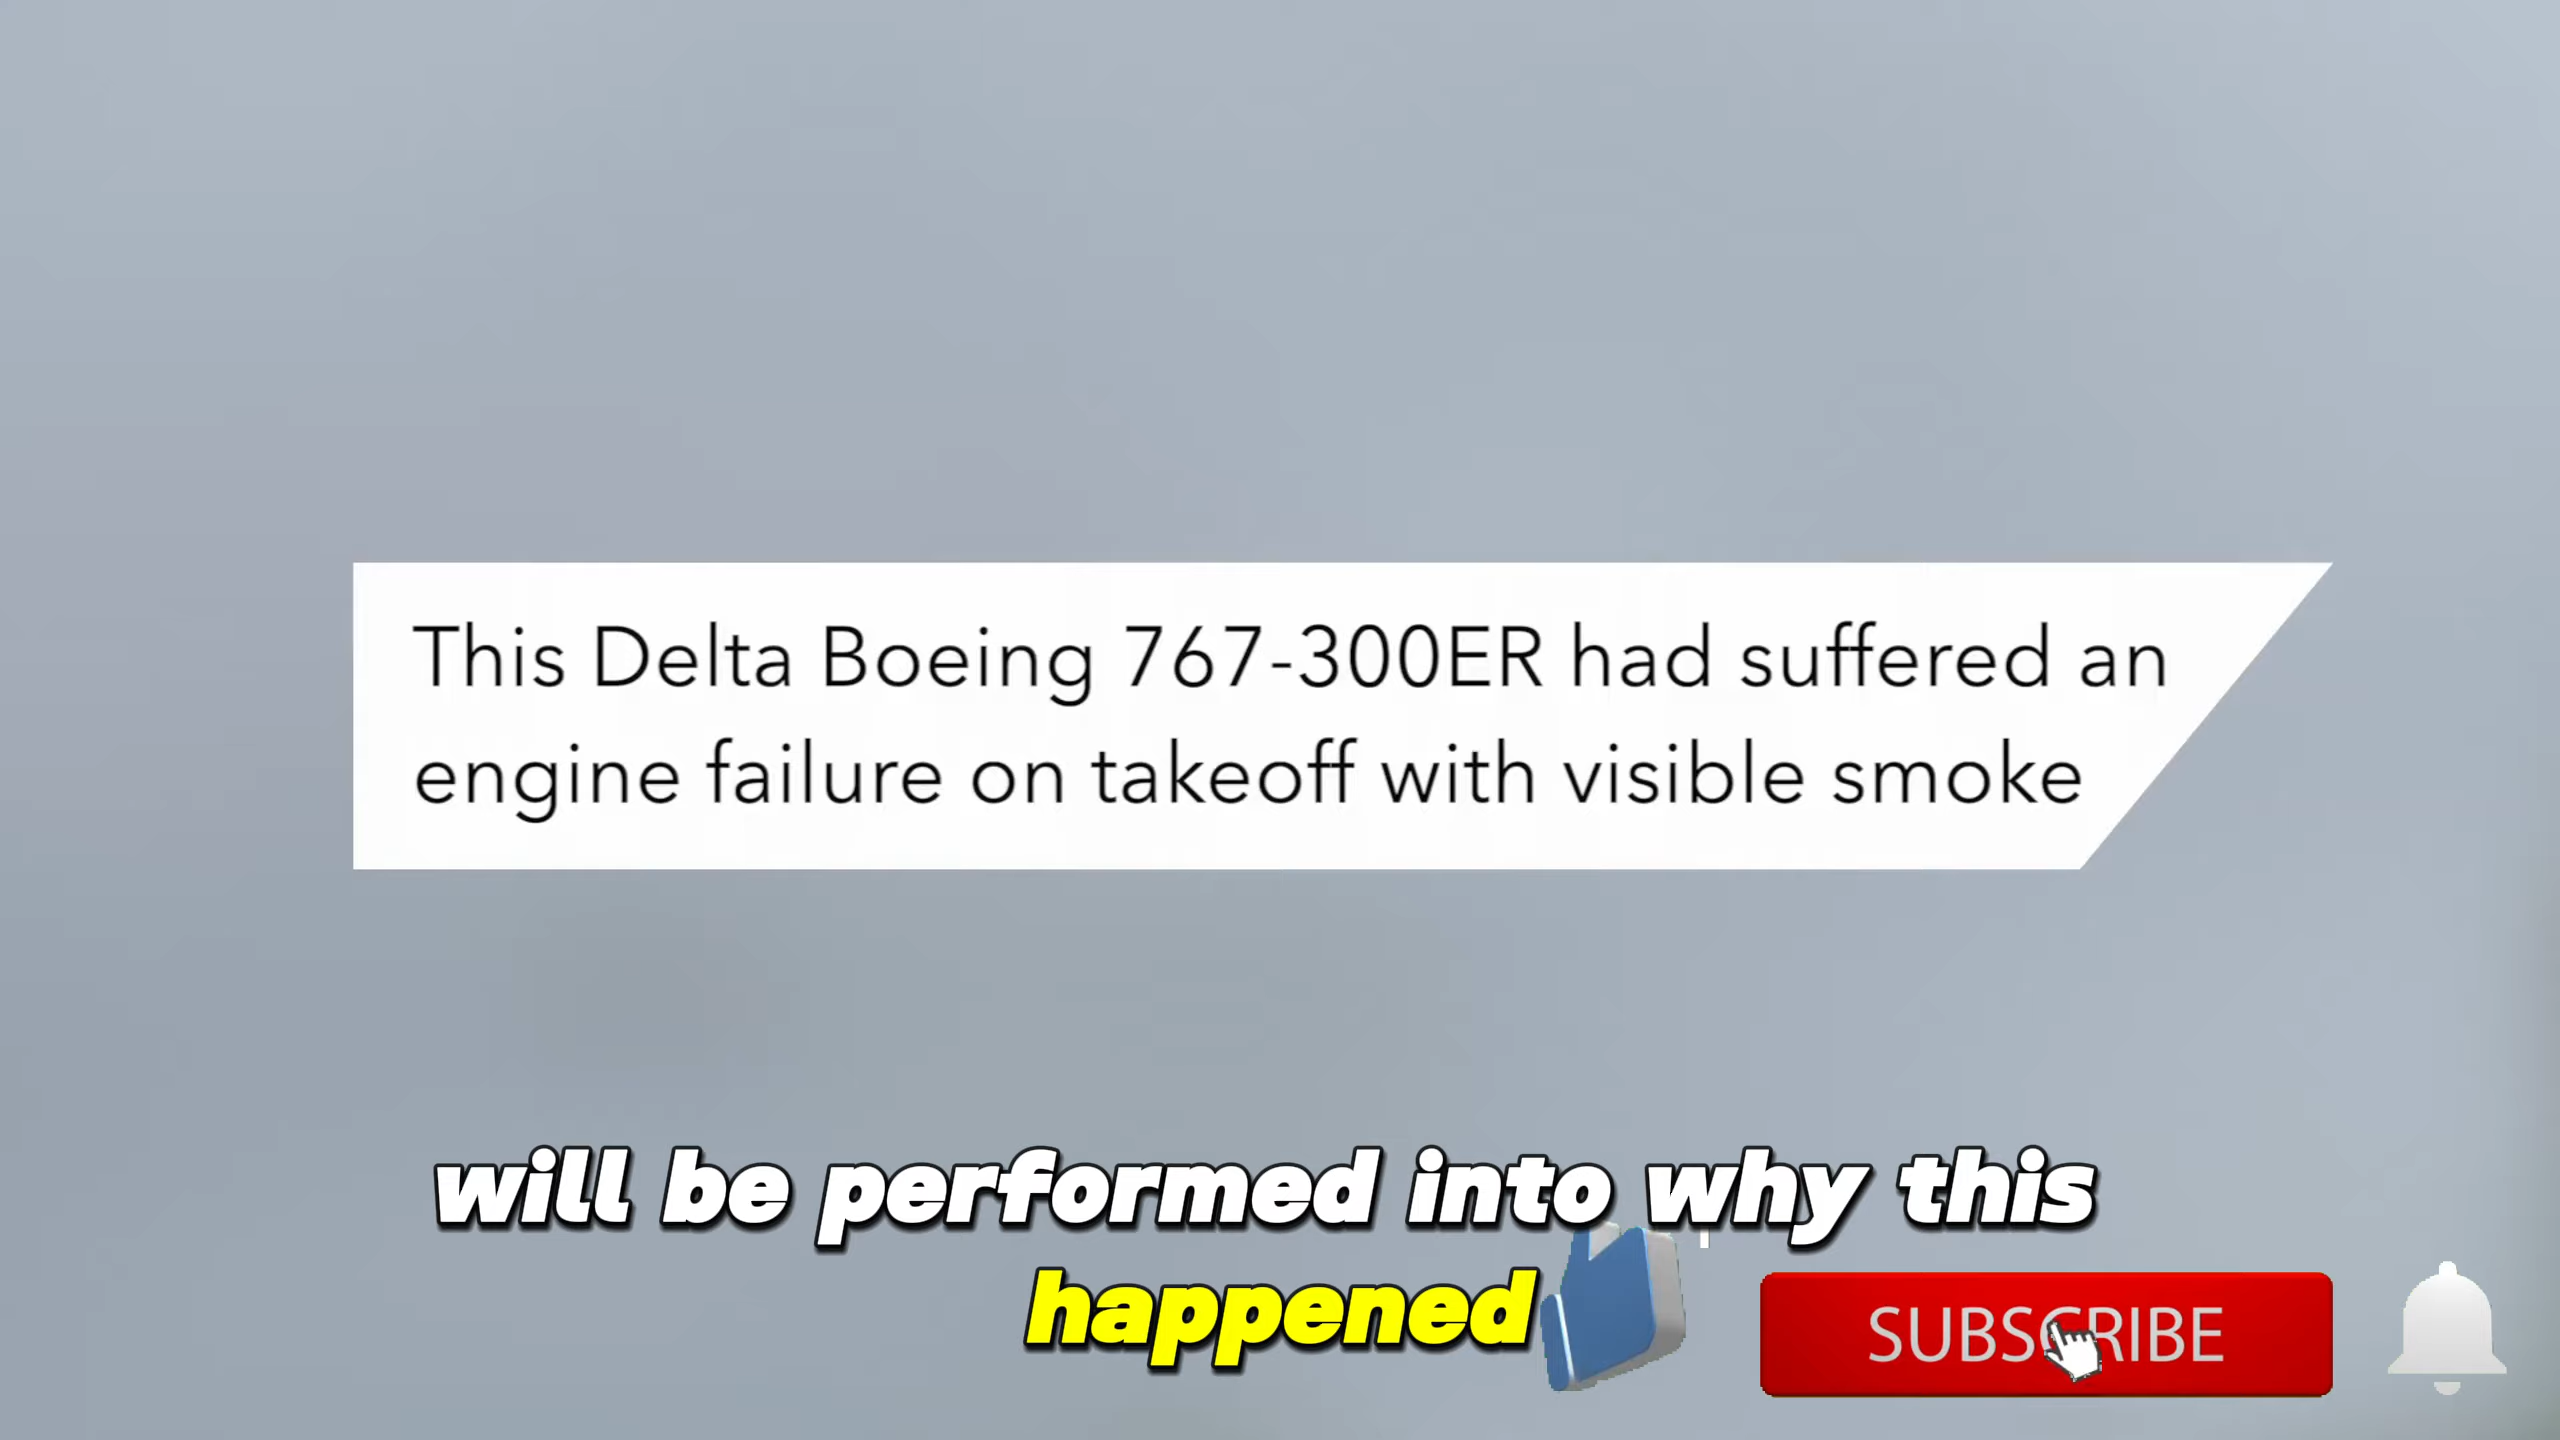 This Delta Boeing 767-300ER had suffered an
engine failure on takeoff with visible smoke
will be performed into why this
happened
SUBSCRIBE